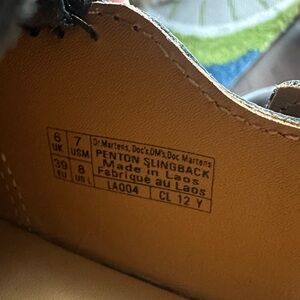 6 UK 7 USM Dr.Martens, Doc's, DM's, Doc Martens
PENTON SLINGBACK
Made in Laos
39 EU 8 US L Fabriqué au Laos
LA004 CL 12 Y